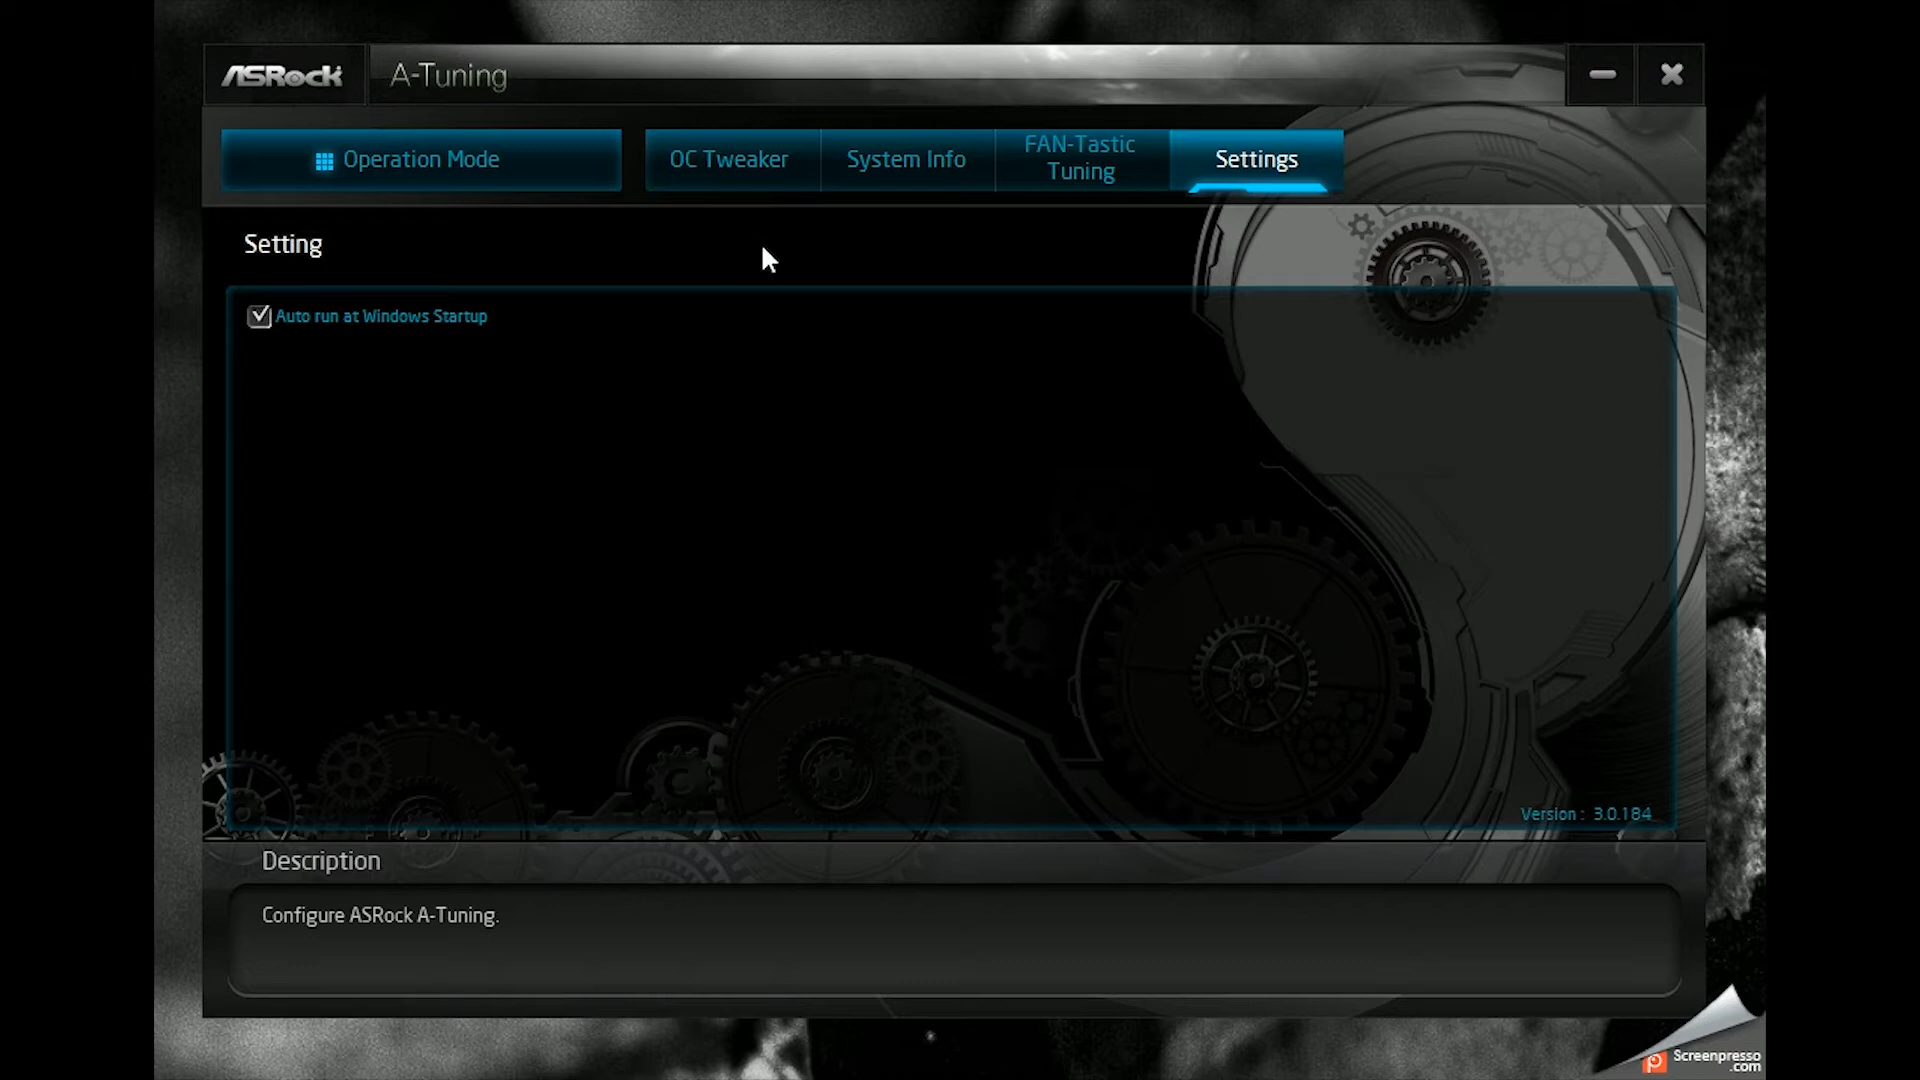 ASRock
A-Tuning
Operation Mode
OC Tweaker
System Info
FAN-Tastic
Tuning
Settings
Setting
Auto run at Windows Startup
Version : 3.0.184
Description
Configure ASRock A-Tuning.
Screenpresso
.com